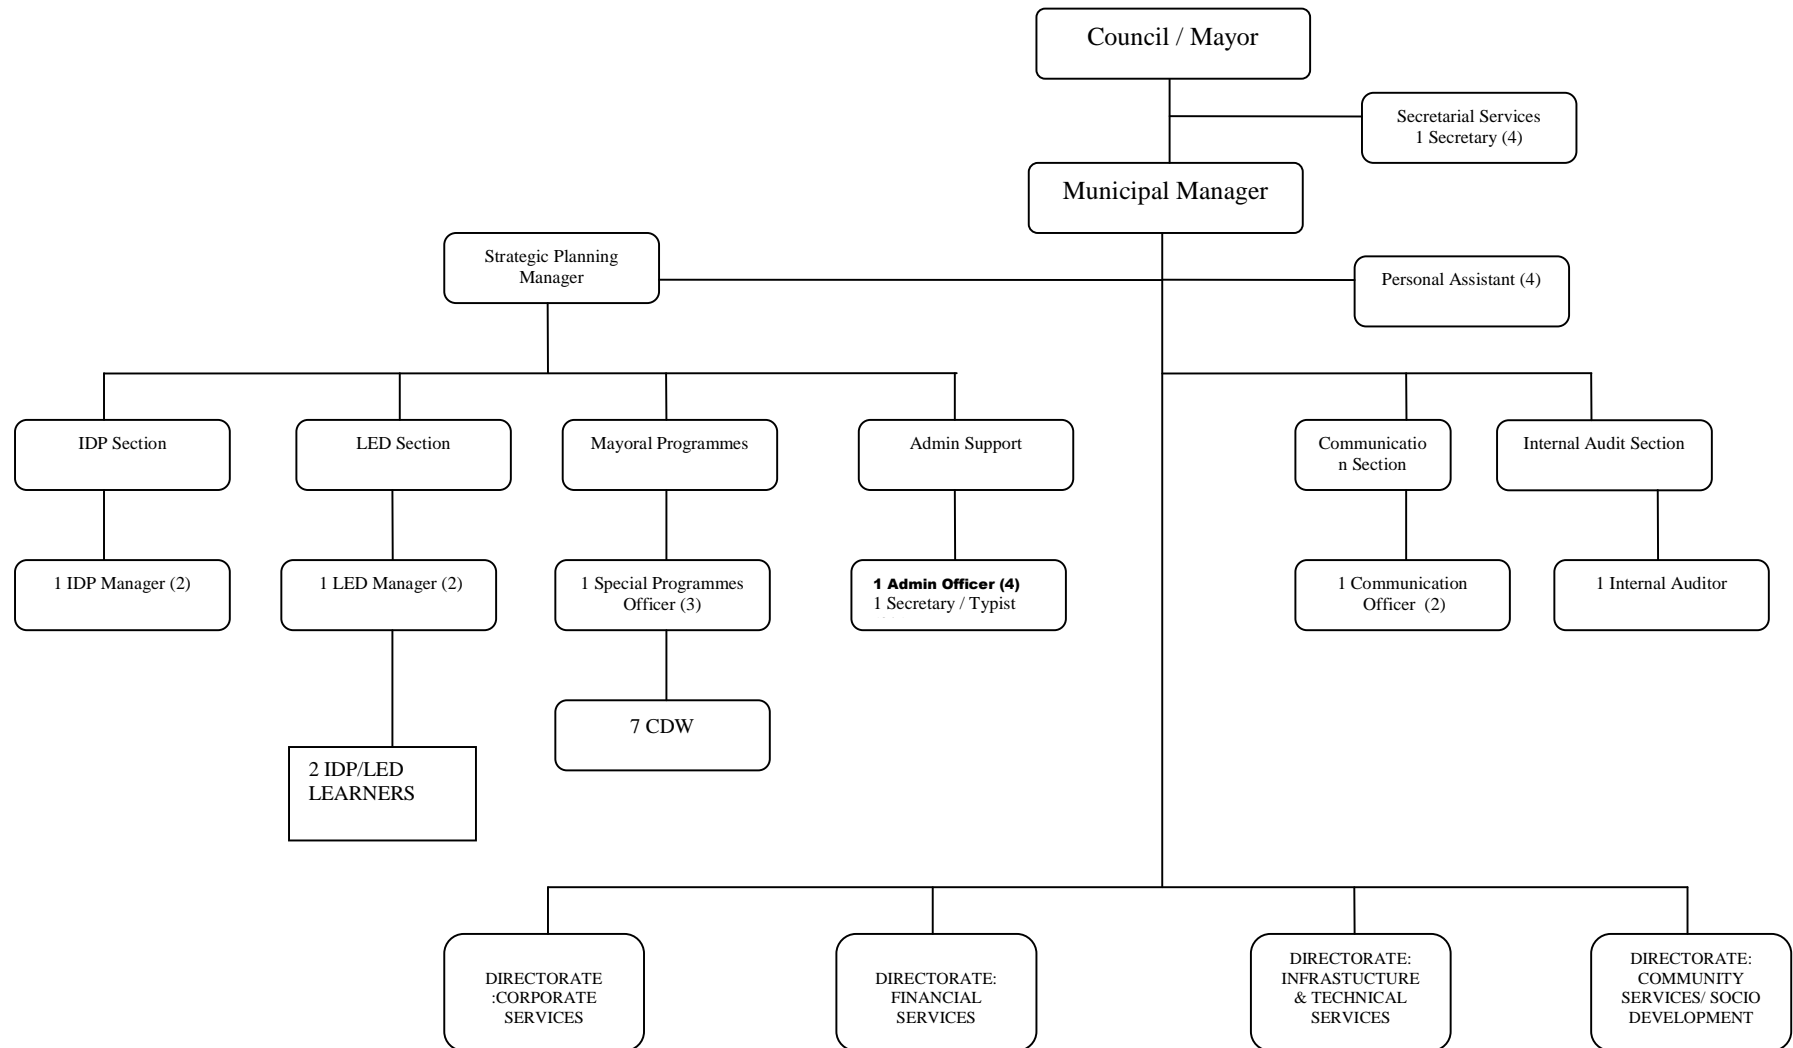 Council / Mayor
Secretarial Services
1 Secretary (4)
Municipal Manager
Strategic Planning
Manager
Personal Assistant (4)
IDP Section
LED Section
Mayoral Programmes
Admin Support
Communicatio
n Section
Internal Audit Section
1 IDP Manager (2)
1 LED Manager (2)
1 Special Programmes
Officer (3)
1 Admin Officer (4)
1 Secretary / Typist
1 Communication
Officer (2)
1 Internal Auditor
7 CDW
2 IDP/LED
LEARNERS
DIRECTORATE
:CORPORATE
SERVICES
DIRECTORATE:
FINANCIAL
SERVICES
DIRECTORATE:
INFRASTUCTURE
& TECHNICAL
SERVICES
DIRECTORATE:
COMMUNITY
SERVICES/ SOCIO
DEVELOPMENT